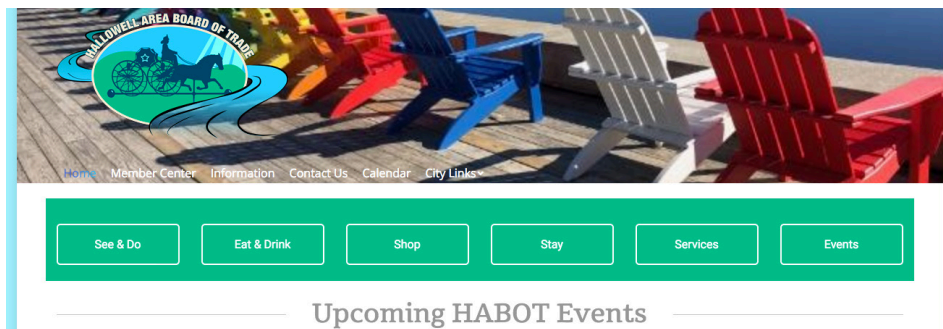 HALLOWELL AREA BOARD OF TRADE
Home Member Center Information Contact Us Calendar City Links
See & Do Eat & Drink Shop Stay Services Events
Upcoming HABOT Events